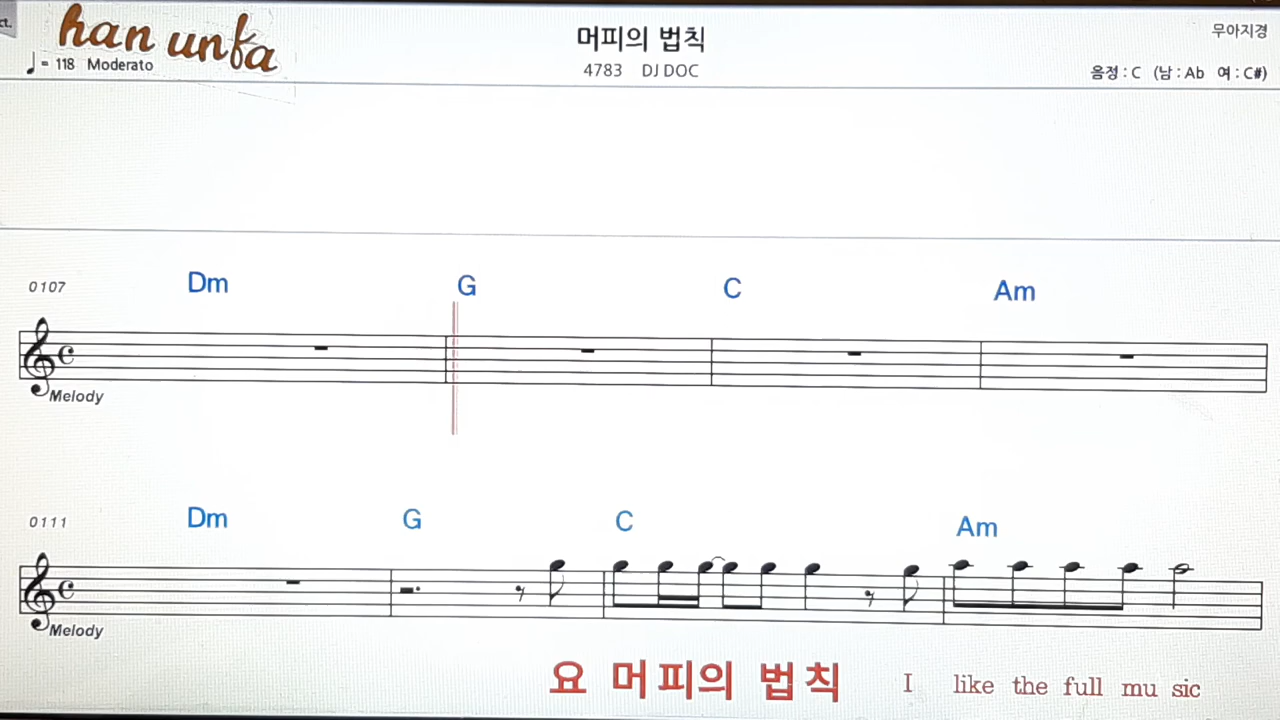 ct.
han unfa
♩= 118 Moderato
머피의 법칙
4783 DJ DOC
무아지경
음정 : C (남 : Ab 여 : C#)
0107
Dm G C Am
Melody
0111
Dm G C Am
Melody
요 머피의 법칙 I like the full mu sic